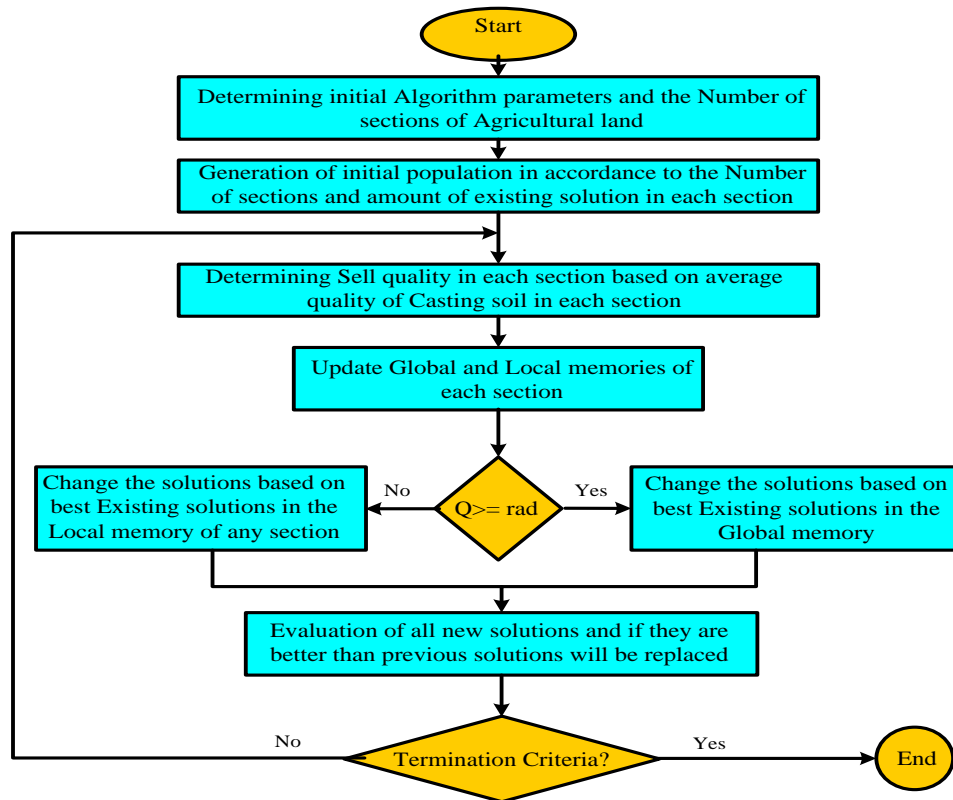 Start
Determining initial Algorithm parameters and the Number of
sections of Agricultural land
Generation of initial population in accordance to the Number
of sections and amount of existing solution in each section
Determining Sell quality in each section based on average
quality of Casting soil in each section
Update Global and Local memories of
each section
Change the solutions based on
best Existing solutions in the
Local memory of any section
No
Q>= rad
Yes
Change the solutions based on
best Existing solutions in the
Global memory
Evaluation of all new solutions and if they are
better than previous solutions will be replaced
No
Termination Criteria?
Yes
End